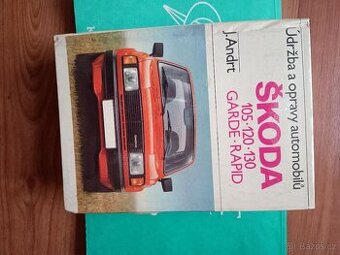 Údržba a opravy automobilů
ŠKODA
105·120·130
GARDE·RAPID
J. Andrt